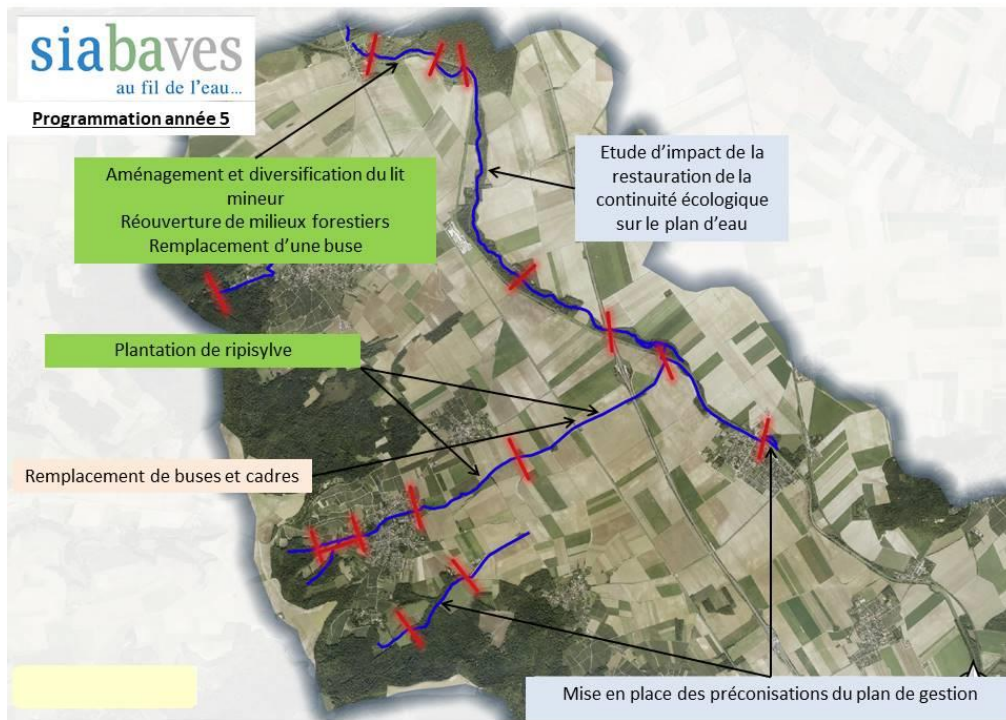 siabaves
au fil de l'eau...
Programmation année 5
Aménagement et diversification du lit
mineur
Réouverture de milieux forestiers
Remplacement d'une buse
Etude d'impact de la
restauration de la
continuité écologique
sur le plan d'eau
Plantation de ripisylve
Remplacement de buses et cadres
Mise en place des préconisations du plan de gestion